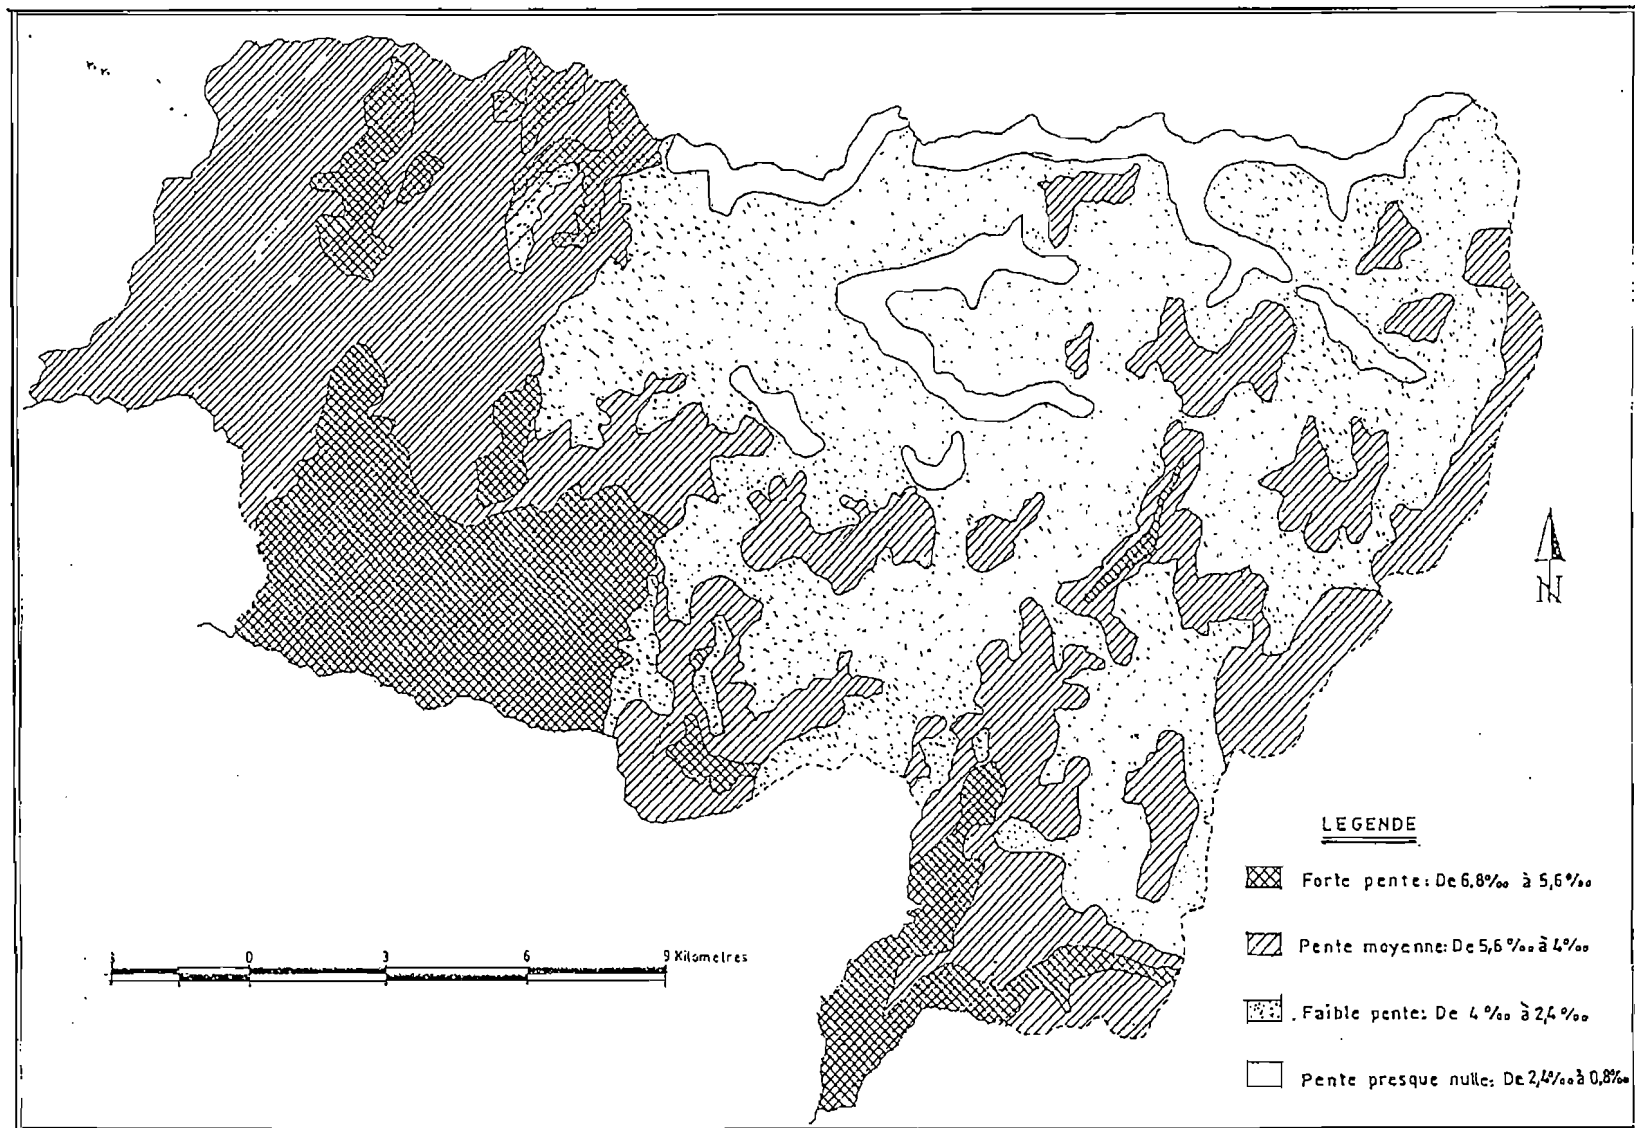 N
LEGENDE
Forte pente: De 6,8‰ à 5,6‰
Pente moyenne: De 5,6‰ à 4‰
Faible pente: De 4‰ à 2,4‰
Pente presque nulle: De 2,4‰ à 0,8‰
3 0 3 6 9 Kilometres